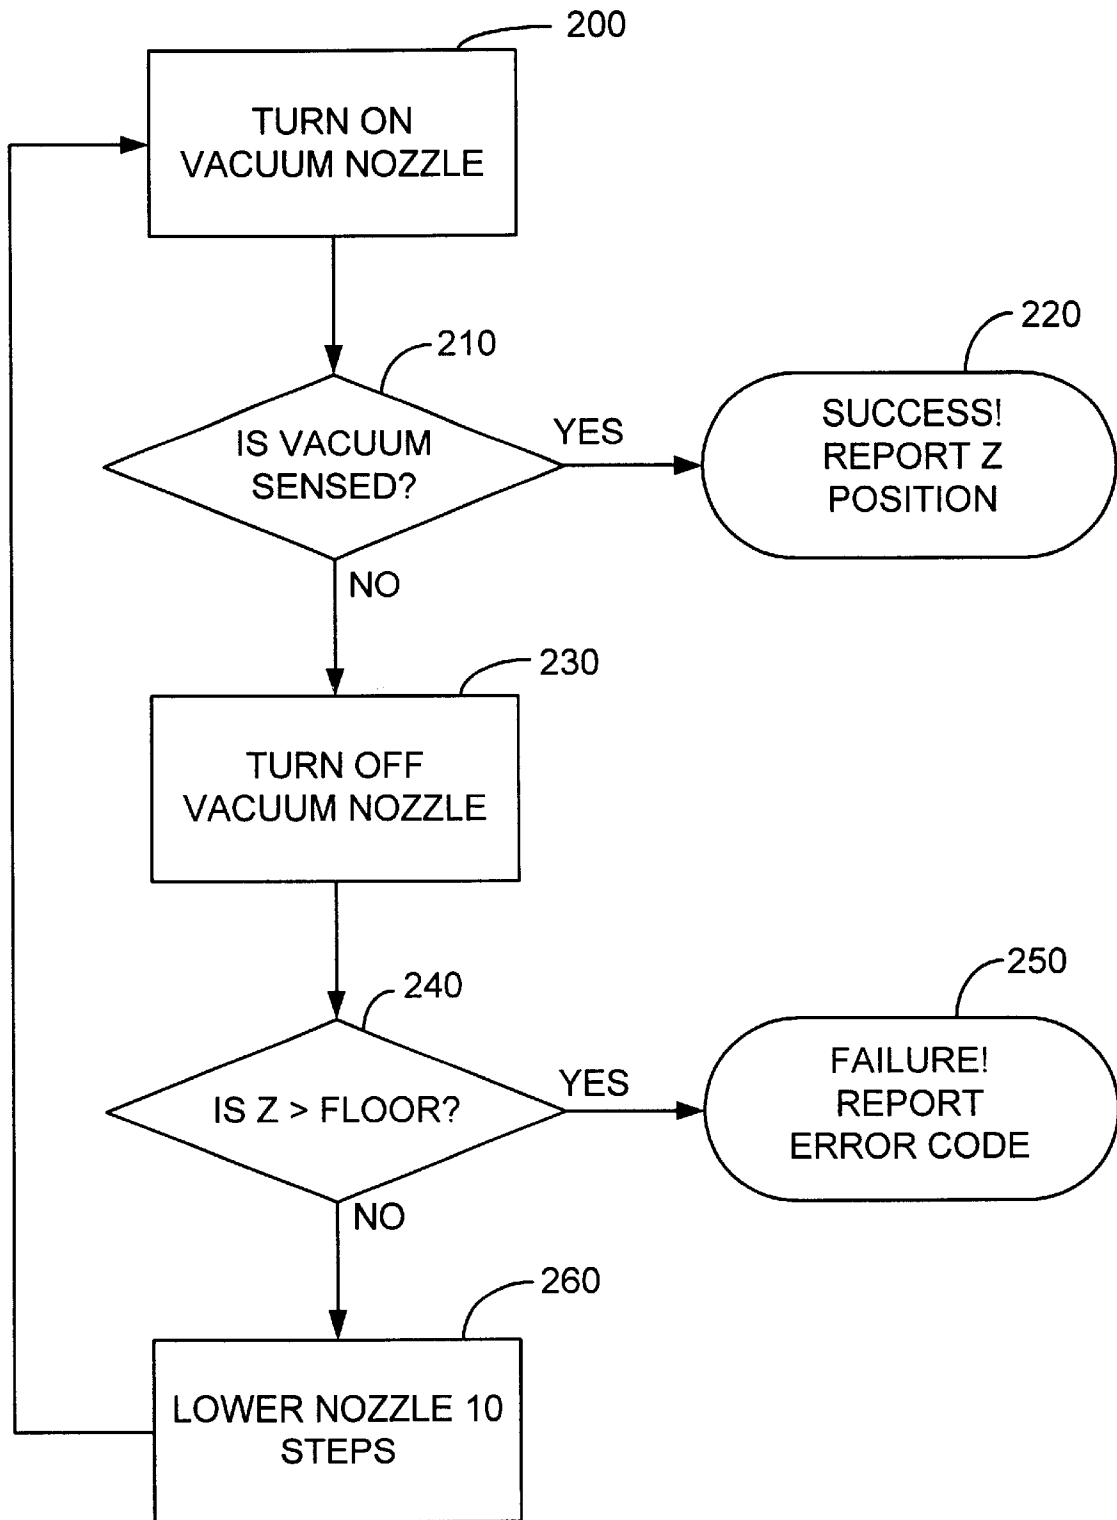 200
TURN ON
VACUUM NOZZLE
210
IS VACUUM
SENSED?
YES
220
SUCCESS!
REPORT Z
POSITION
NO
230
TURN OFF
VACUUM NOZZLE
240
IS Z > FLOOR?
YES
250
FAILURE!
REPORT
ERROR CODE
NO
260
LOWER NOZZLE 10
STEPS